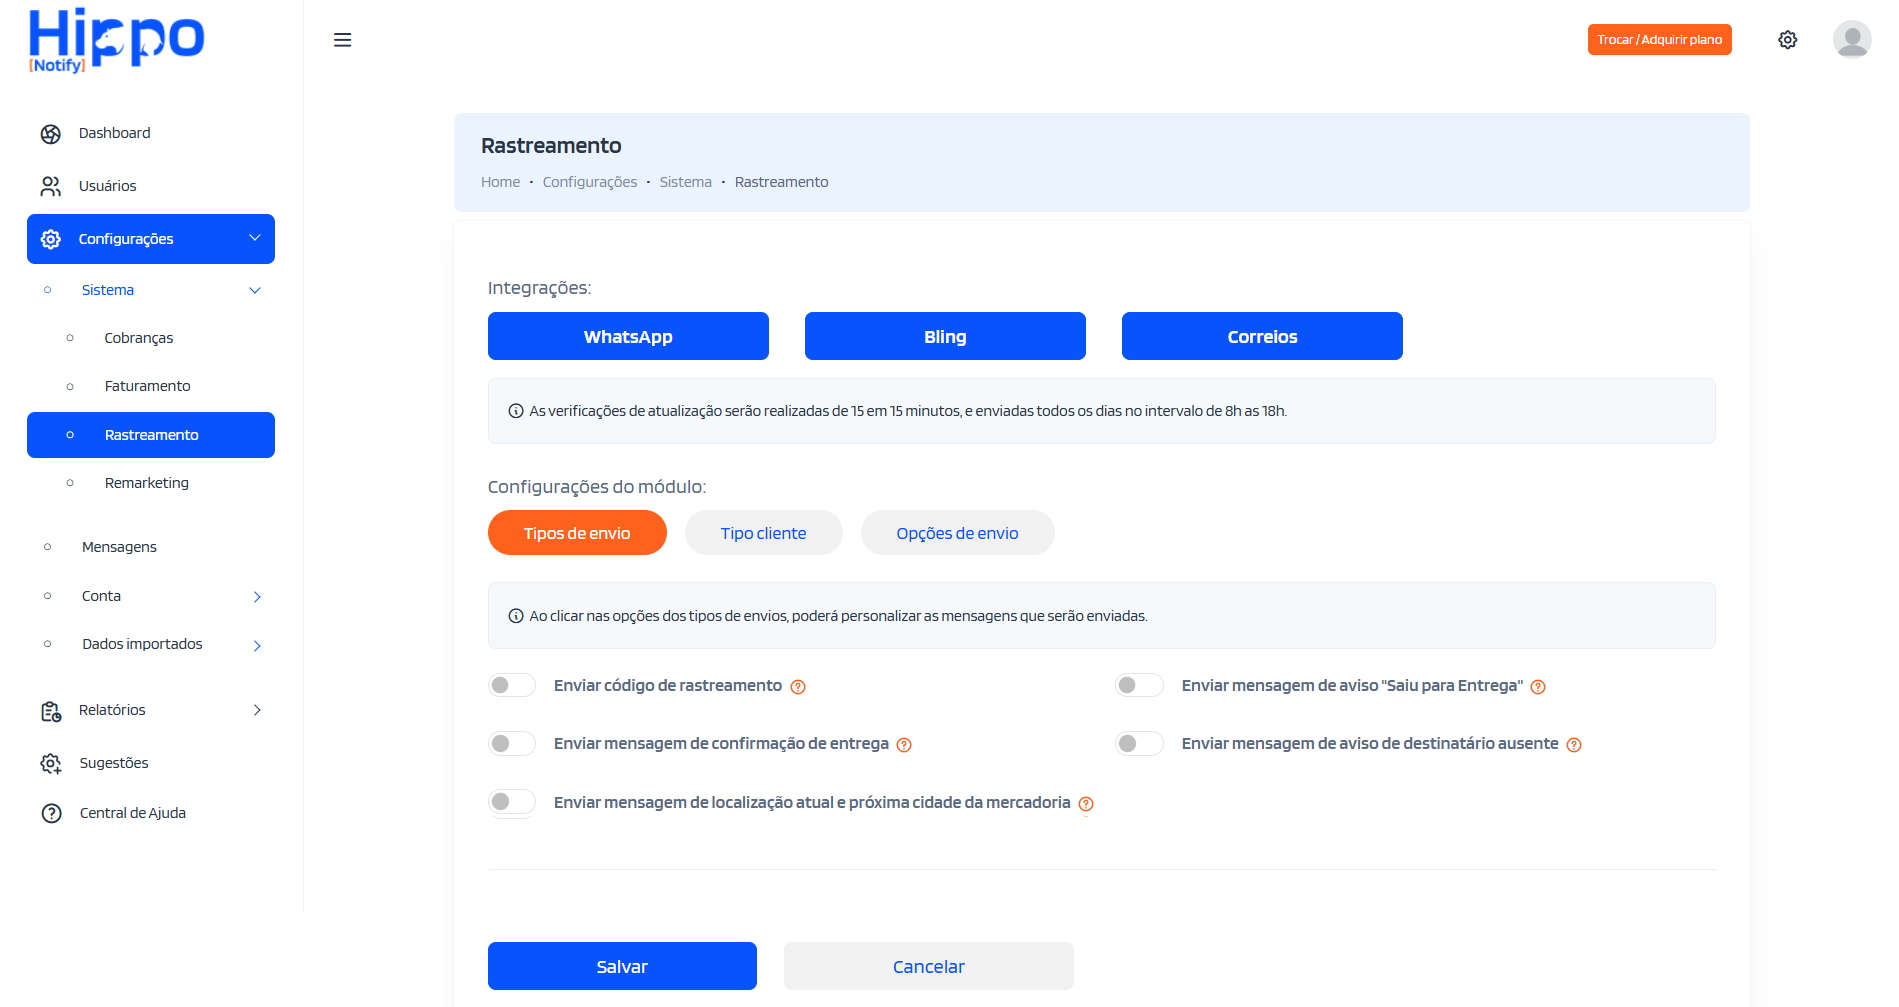 Hippo
[Notify]
Trocar / Adquirir plano
Dashboard
Usuários
Configurações
Sistema
Cobranças
Faturamento
Rastreamento
Remarketing
Mensagens
Conta
Dados importados
Relatórios
Sugestões
Central de Ajuda
Rastreamento
Home • Configurações • Sistema • Rastreamento
Integrações:
WhatsApp
Bling
Correios
As verificações de atualização serão realizadas de 15 em 15 minutos, e enviadas todos os dias no intervalo de 8h as 18h.
Configurações do módulo:
Tipos de envio
Tipo cliente
Opções de envio
Ao clicar nas opções dos tipos de envios, poderá personalizar as mensagens que serão enviadas.
Enviar código de rastreamento
Enviar mensagem de aviso "Saiu para Entrega"
Enviar mensagem de confirmação de entrega
Enviar mensagem de aviso de destinatário ausente
Enviar mensagem de localização atual e próxima cidade da mercadoria
Salvar
Cancelar